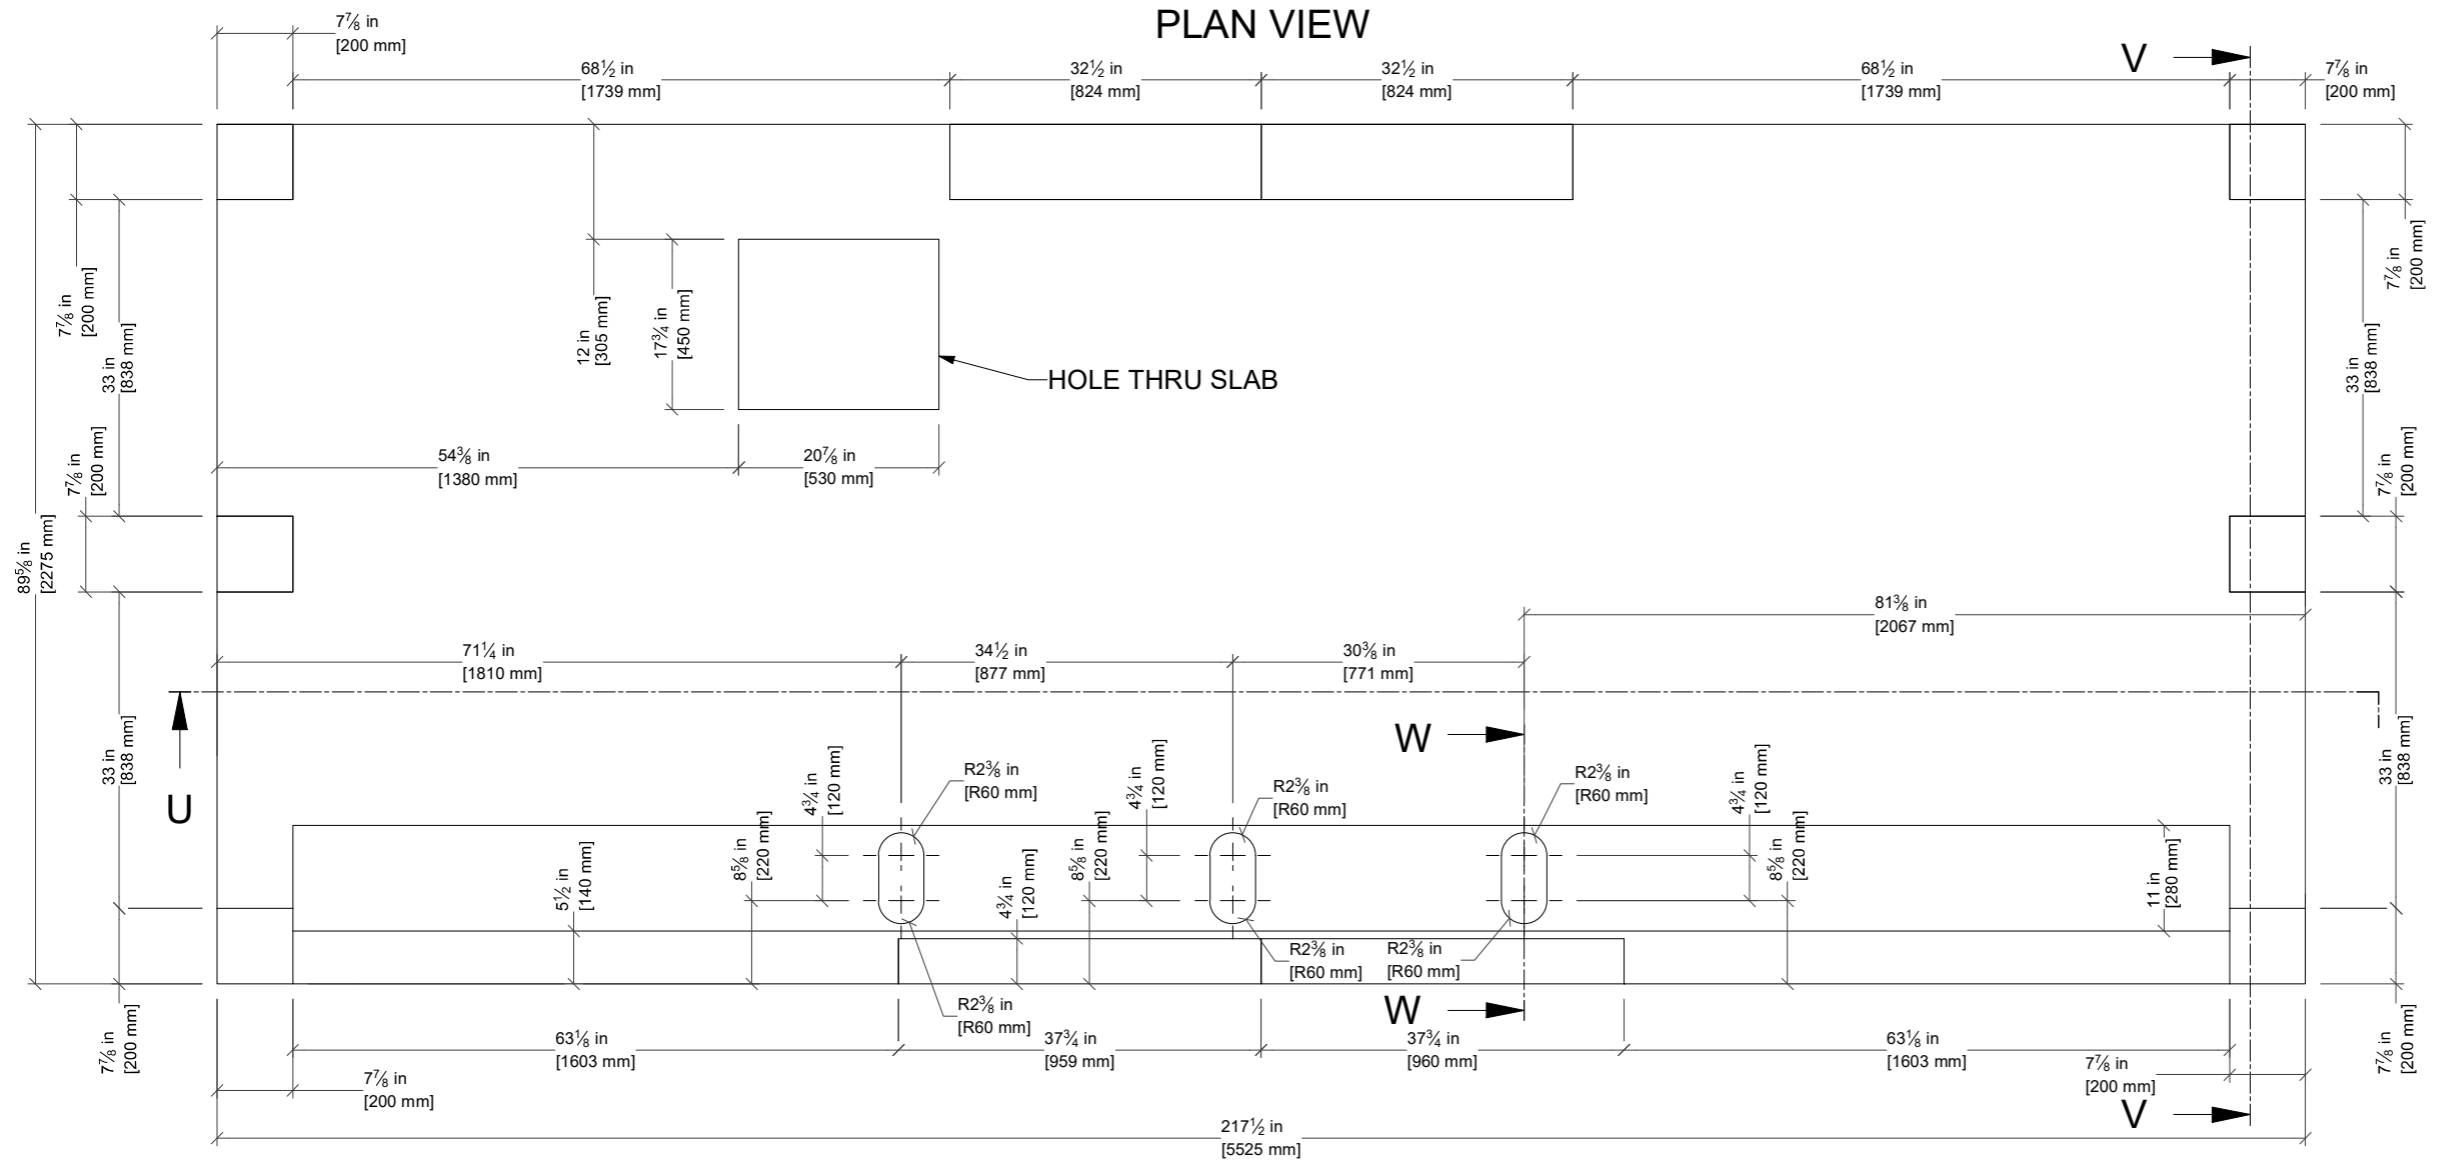 PLAN VIEW
7⅞ in
[200 mm]
68½ in
[1739 mm]
32½ in
[824 mm]
32½ in
[824 mm]
V
68½ in
[1739 mm]
7⅞ in
[200 mm]
7⅞ in
[200 mm]
33 in
[838 mm]
12 in
[305 mm]
17¾ in
[450 mm]
HOLE THRU SLAB
7⅞ in
[200 mm]
33 in
[838 mm]
54⅜ in
[1380 mm]
20⅞ in
[530 mm]
7⅞ in
[200 mm]
7⅞ in
[200 mm]
89⅝ in
[2275 mm]
81⅜ in
[2067 mm]
71¼ in
[1810 mm]
34½ in
[877 mm]
30⅜ in
[771 mm]
U
33 in
[838 mm]
W
33 in
[838 mm]
4¾ in
[120 mm]
R2⅜ in
[R60 mm]
4¾ in
[120 mm]
R2⅜ in
[R60 mm]
R2⅜ in
[R60 mm]
4¾ in
[120 mm]
5½ in
[140 mm]
8⅝ in
[220 mm]
4¾ in
[120 mm]
8⅝ in
[220 mm]
8⅝ in
[220 mm]
11 in
[280 mm]
R2⅜ in
[R60 mm]
R2⅜ in
[R60 mm]
R2⅜ in
[R60 mm]
W
7⅞ in
[200 mm]
63⅛ in
[1603 mm]
37¾ in
[959 mm]
37¾ in
[960 mm]
63⅛ in
[1603 mm]
7⅞ in
[200 mm]
7⅞ in
[200 mm]
7⅞ in
[200 mm]
V
217½ in
[5525 mm]